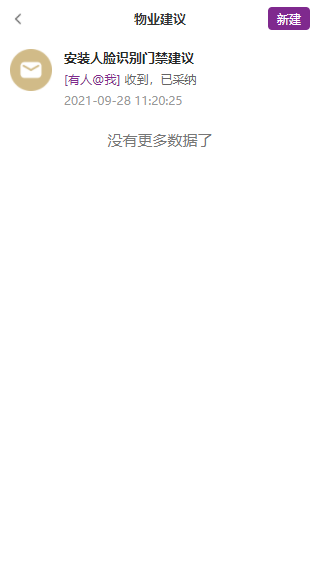 物业建议
新建
安装人脸识别门禁建议
[有人@我] 收到，已采纳
2021-09-28 11:20:25
没有更多数据了